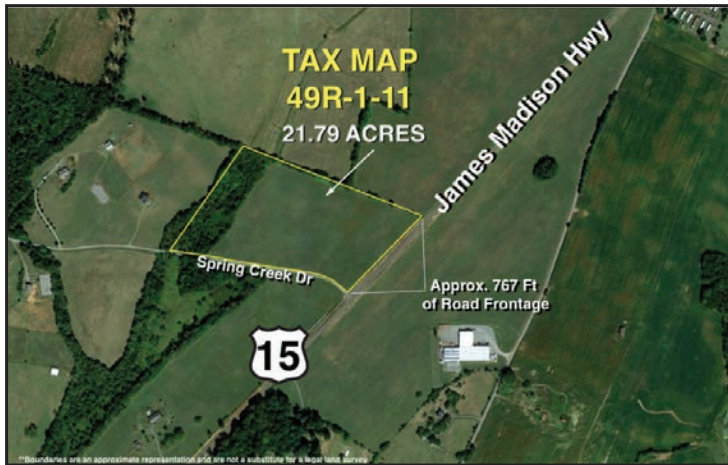 TAX MAP
49R-1-11
21.79 ACRES
James Madison Hwy
Spring Creek Dr
Approx. 767 Ft
of Road Frontage
15
**Boundaries are an approximate representation and are not a substitute for a legal land survey.